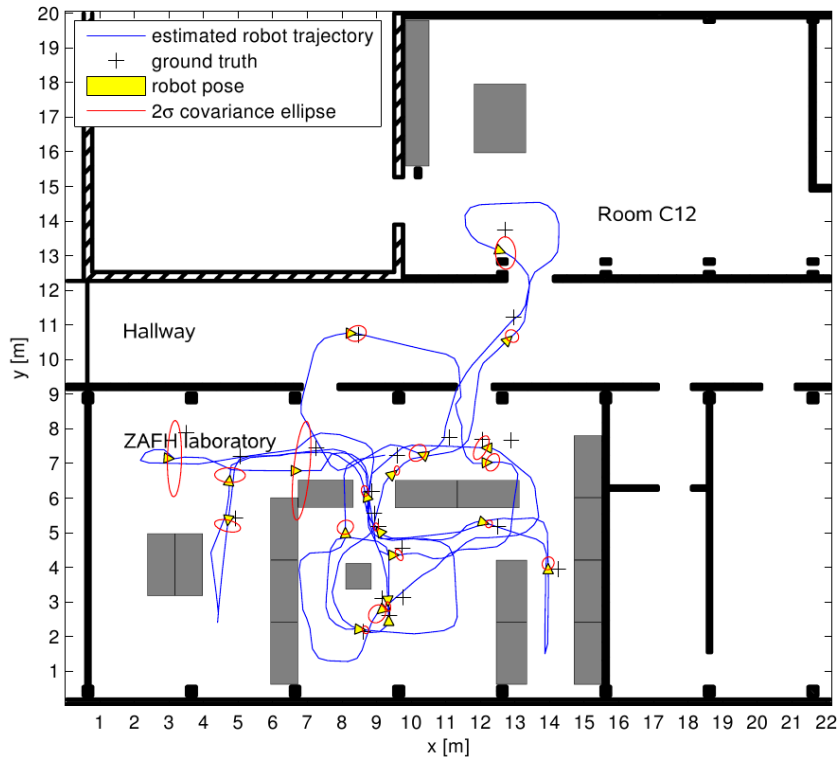 20
19
18
17
16
15
14
13
12
11
10
9
8
7
6
5
4
3
2
1
y [m]
estimated robot trajectory
ground truth
robot pose
2σ covariance ellipse
Room C12
Hallway
ZAFH laboratory
1 2 3 4 5 6 7 8 9 10 11 12 13 14 15 16 17 18 19 20 21 22
x [m]